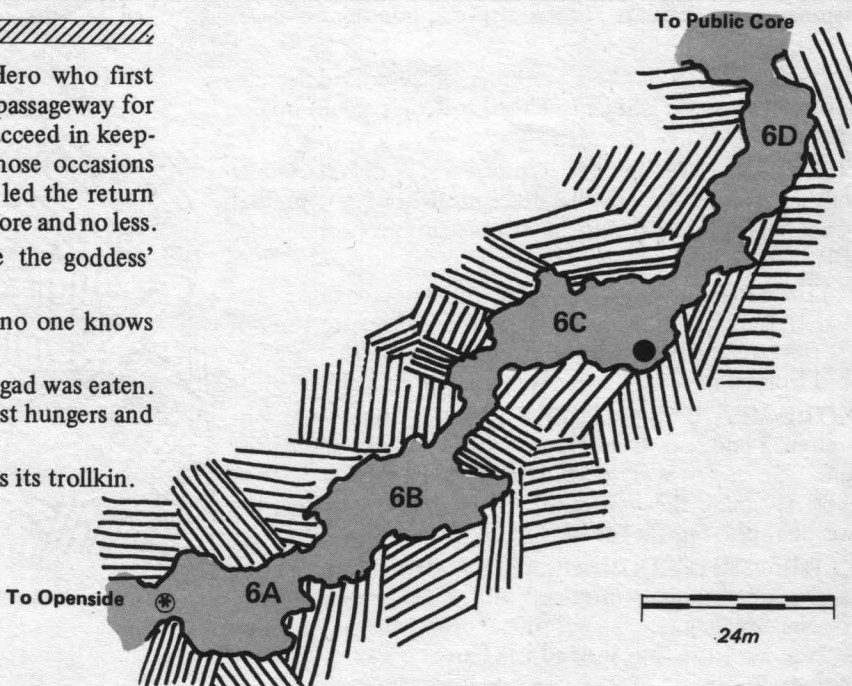 Hero who first
passageway for
cceed in keep-
hose occasions
led the return
ore and no less.
e the goddess'
no one knows
gad was eaten.
st hungers and
s its trollkin.
To Public Core
6D
6C
6B
6A
To Openside
24m